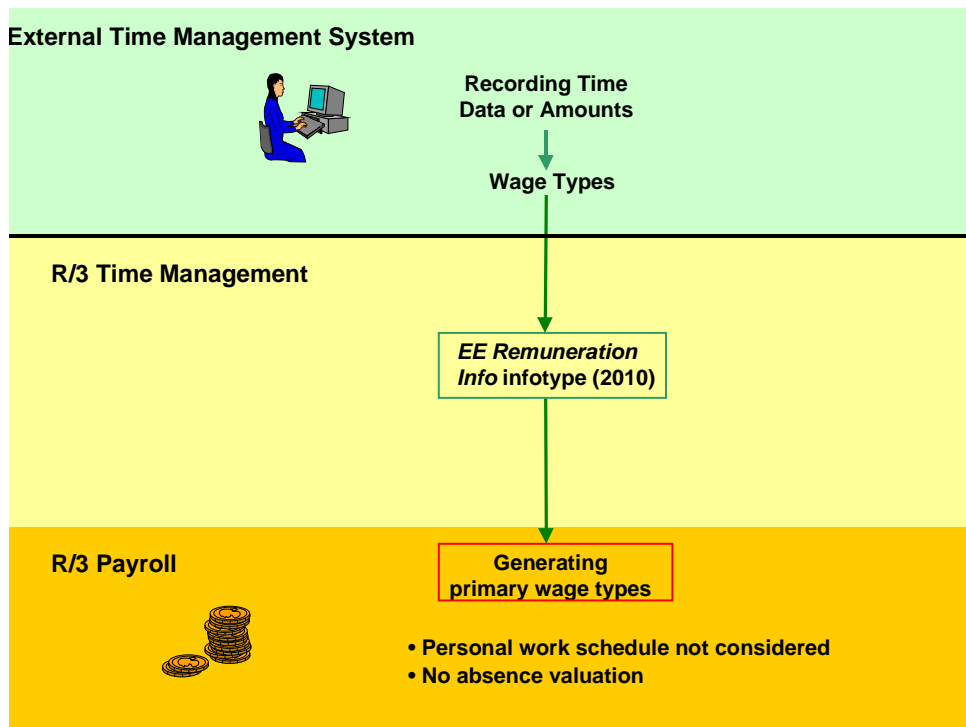 External Time Management System
Recording Time
Data or Amounts
Wage Types
R/3 Time Management
EE Remuneration
Info infotype (2010)
R/3 Payroll
Generating
primary wage types
• Personal work schedule not considered
• No absence valuation